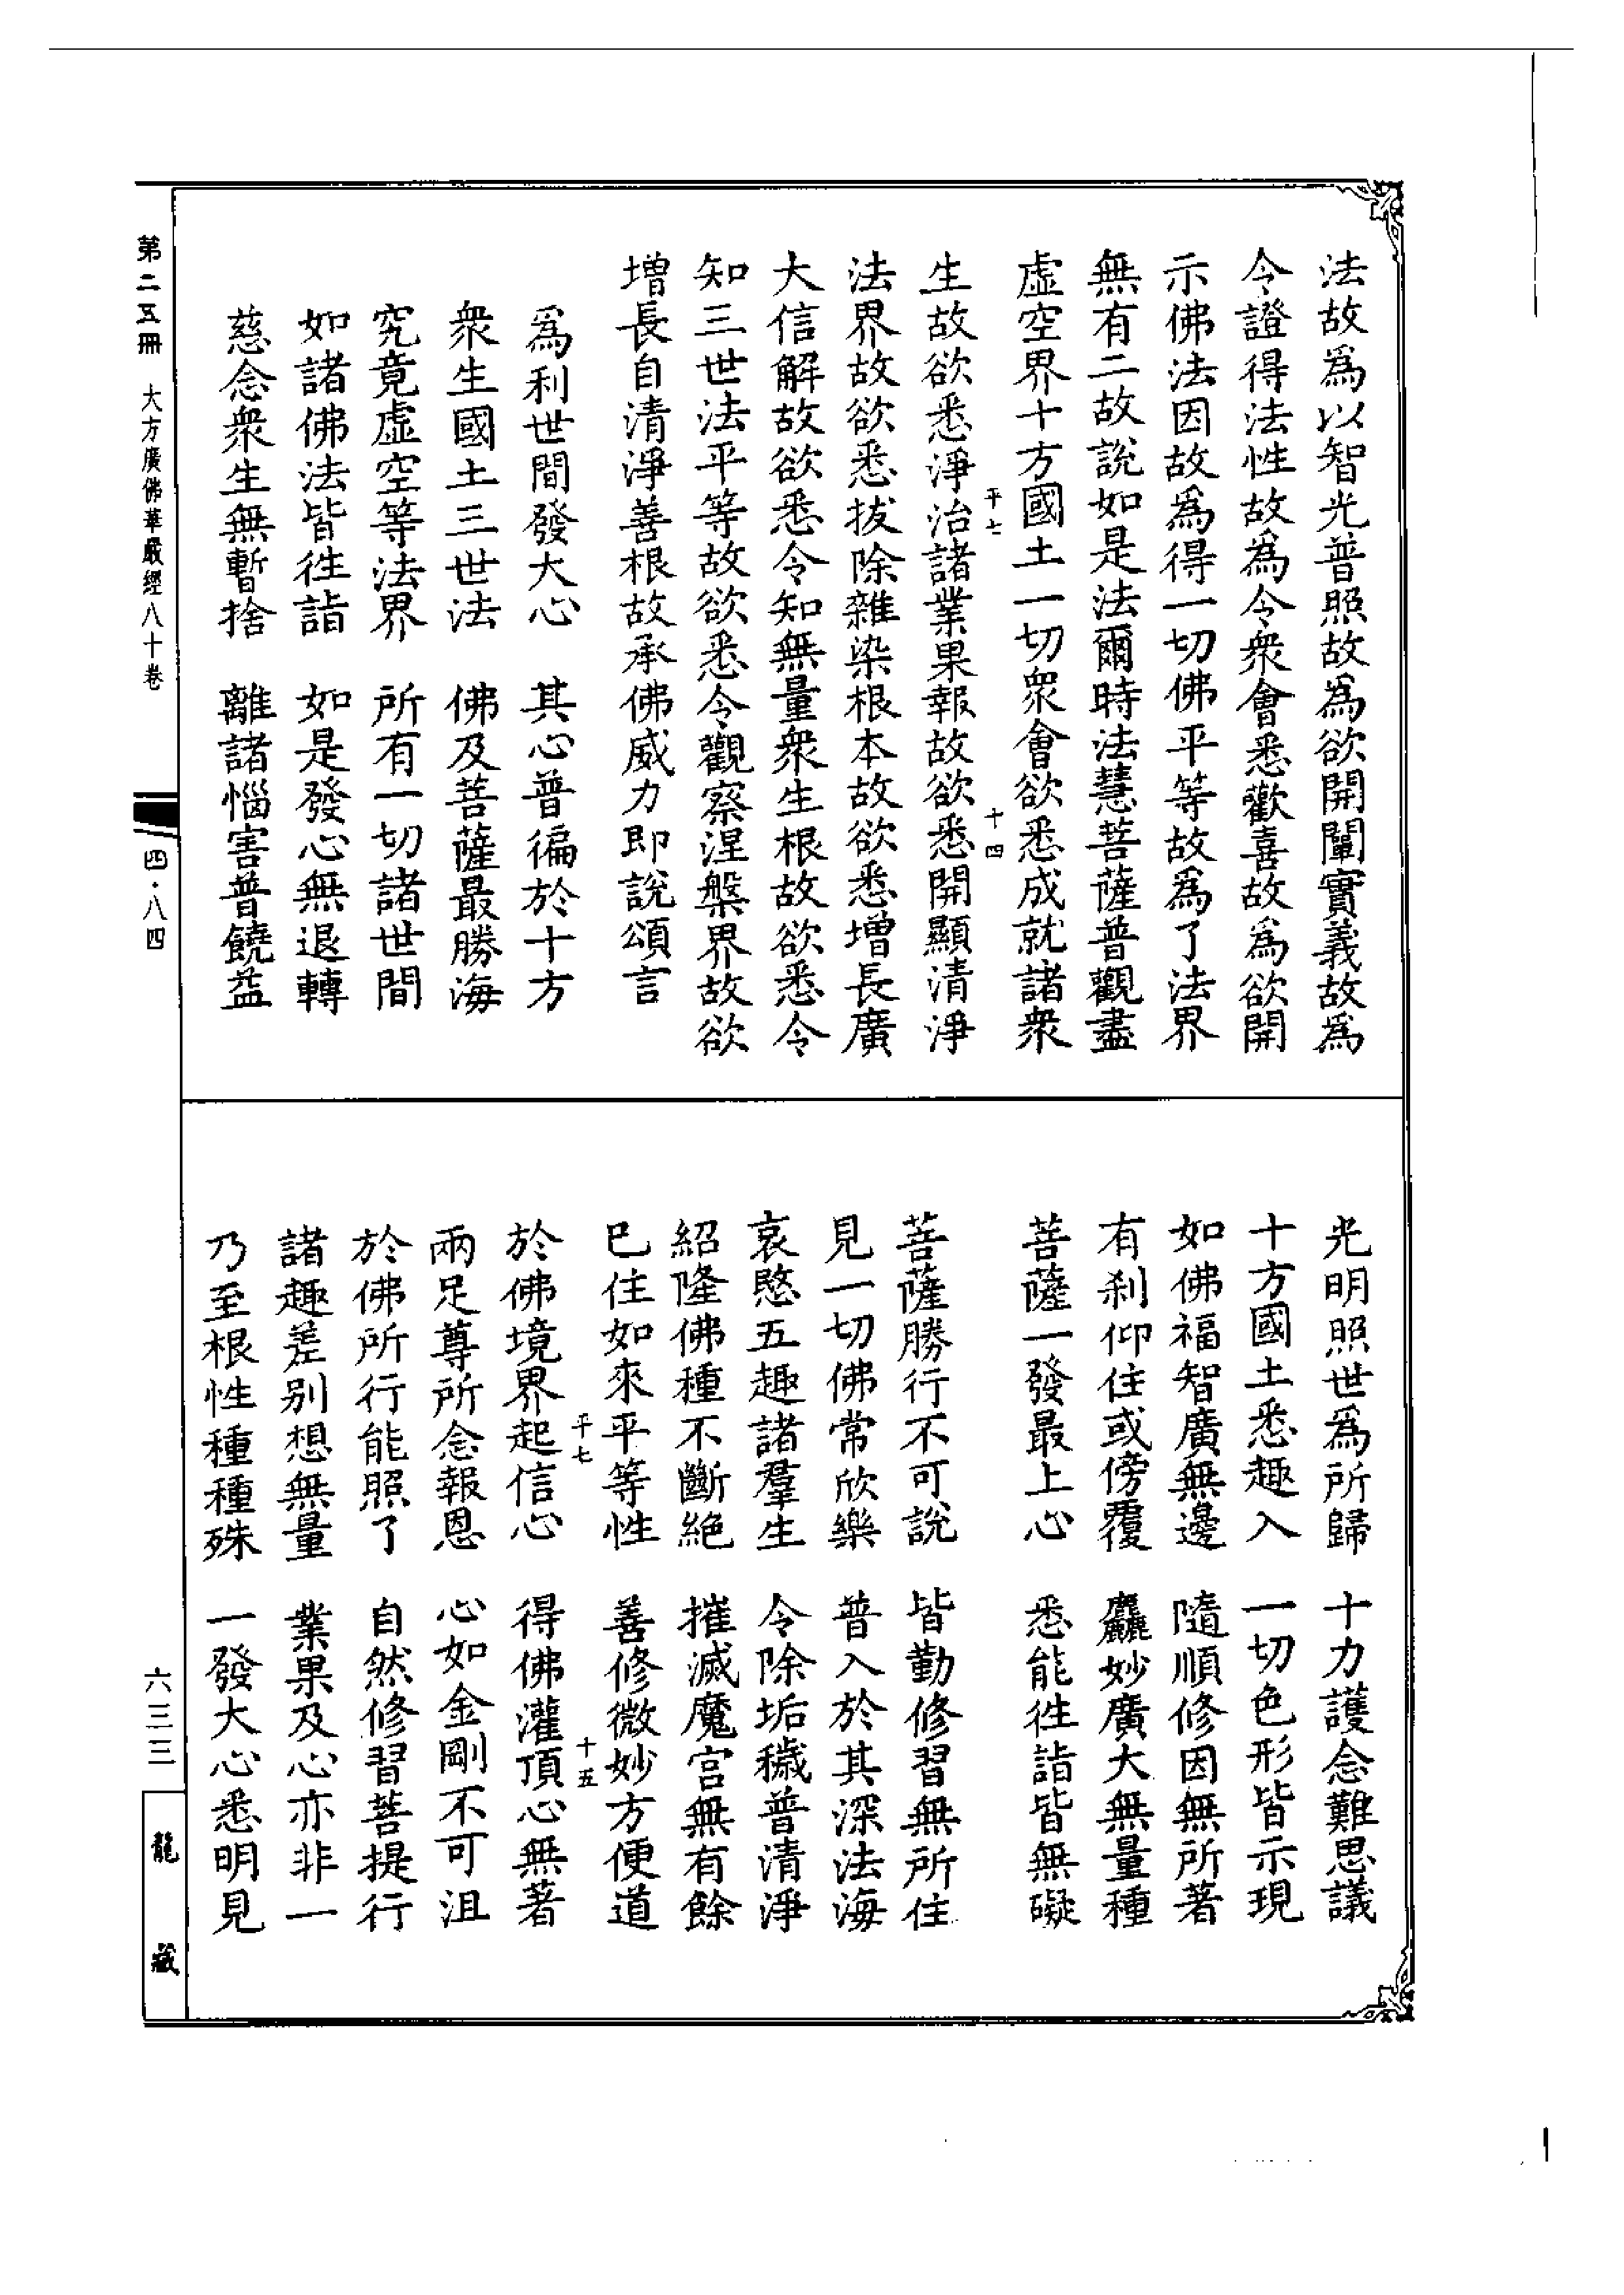 法故爲以智光普照故爲欲開闡實義故爲
令證得法性故爲令衆會悉歡喜故爲欲開
示佛法因故爲得一切佛平等故爲了法界
無有二故說如是法爾時法慧菩薩普觀盡
虛空界十方國土一切衆會欲悉成就諸衆
平七
十四
生故欲悉淨治諸業果報故欲悉開顯清淨
法界故欲悉拔除雜染根本故欲悉增長廣
大信解故欲悉令知無量衆生根故欲悉令
知三世法平等故欲悉令觀察涅槃界故欲
增長自清淨善根故承佛威力即說頌言
爲利世間發大心　其心普徧於十方
衆生國土三世法　佛及菩薩最勝海
究竟虛空等法界　所有一切諸世間
如諸佛法皆徃詣　如是發心無退轉
慈念衆生無暫捨　離諸惱害普饒益
光明照世爲所歸　十力護念難思議
十方國土悉趣入　一切色形皆示現
如佛福智廣無邊　隨順修因無所著
有刹仰住或傍覆　麤妙廣大無量種
菩薩一發最上心　悉能徃詣皆無礙
菩薩勝行不可說　皆勤修習無所住
見一切佛常欣樂　普入於其深法海
哀愍五趣諸羣生　令除垢穢普清淨
紹隆佛種不斷絶　摧滅魔宮無有餘
已住如來平等性　善修微妙方便道
平七
十五
於佛境界起信心　得佛灌頂心無著
兩足尊所念報恩　心如金剛不可沮
於佛所行能照了　自然修習菩提行
諸趣差别想無量　業果及心亦非一
乃至根性種種殊　一發大心悉明見
第二五冊　大方廣佛華嚴經八十卷
四·八四
六三三
龍藏